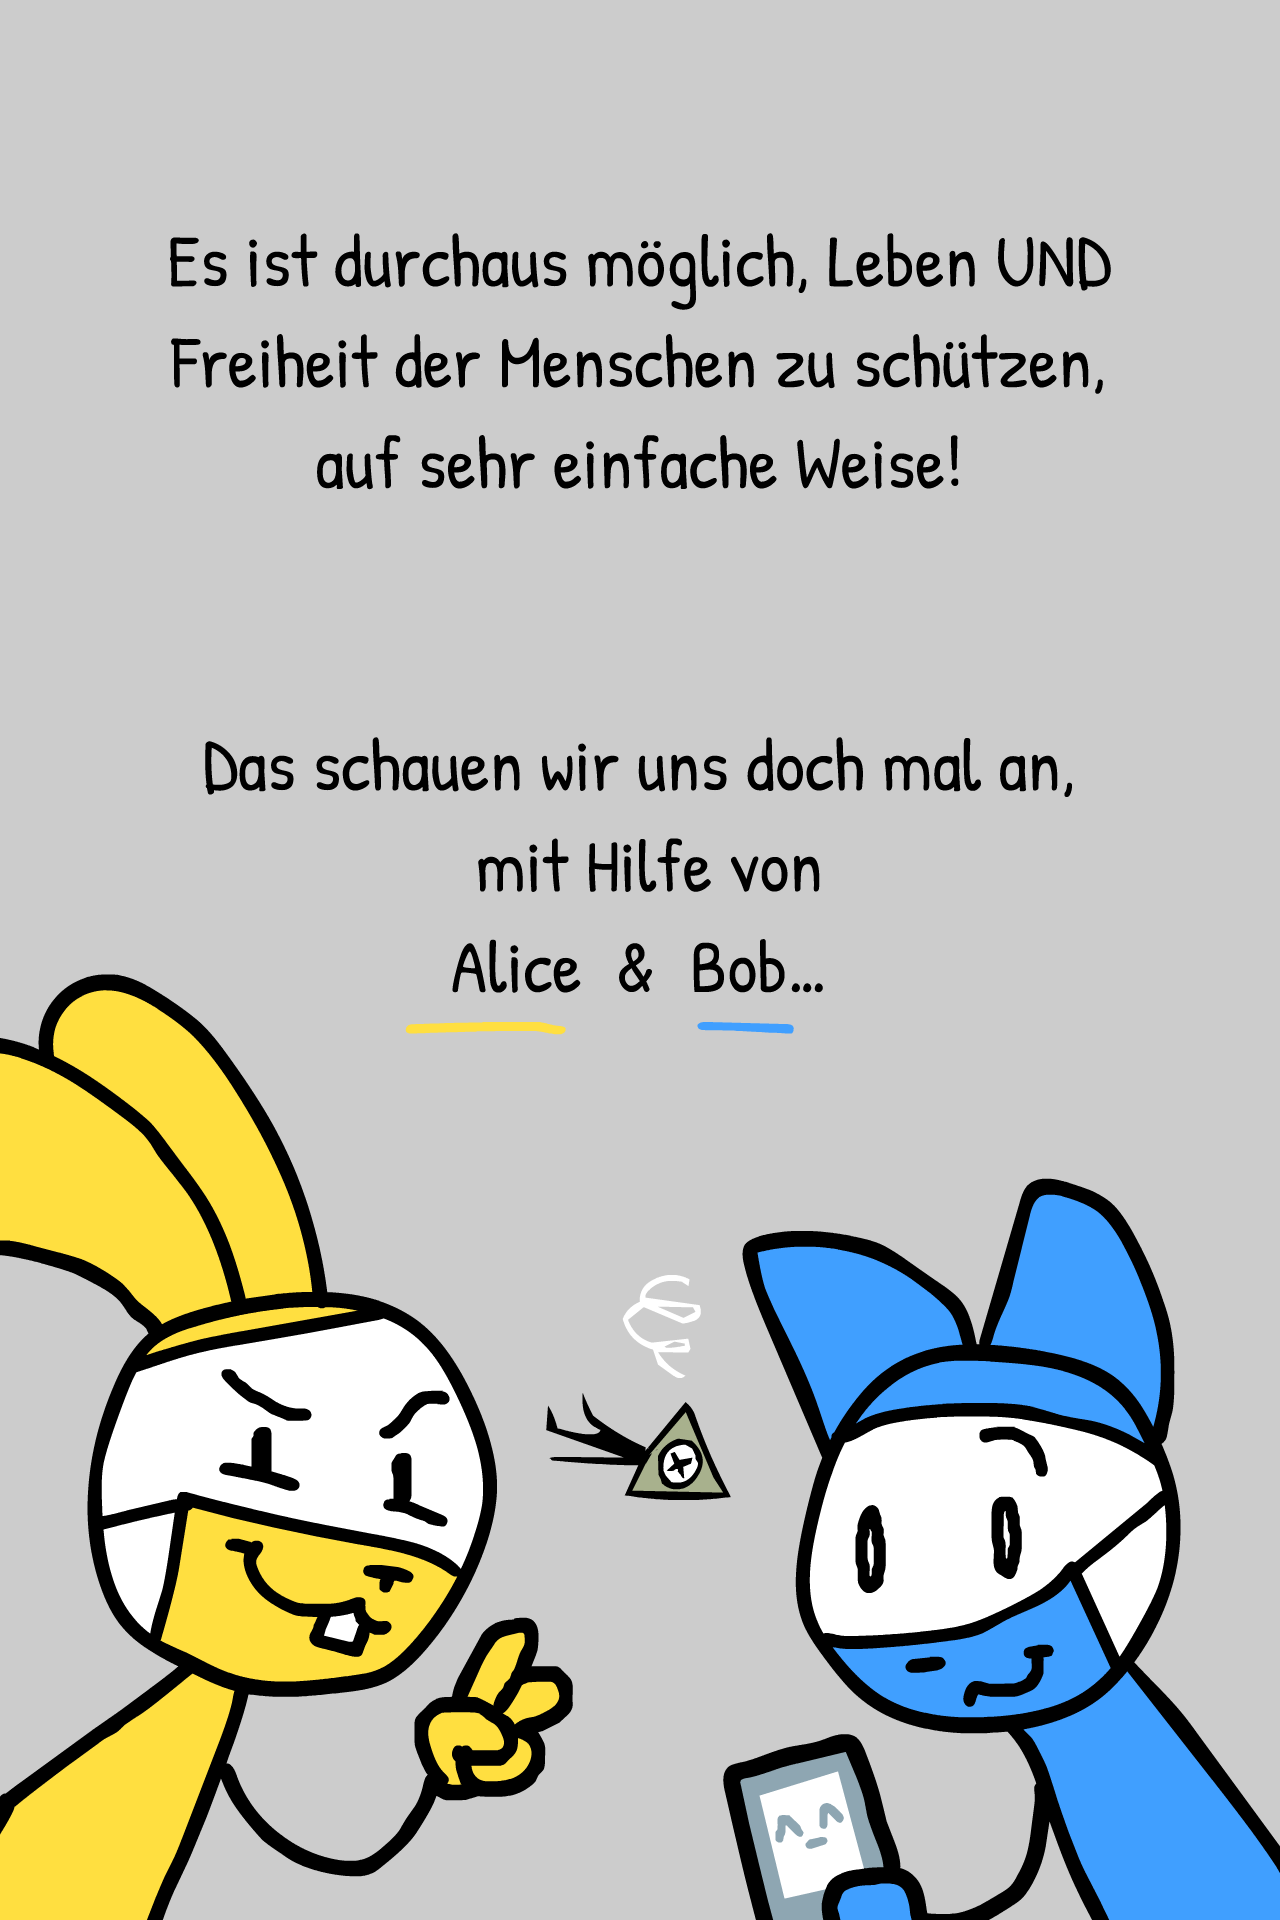 Es ist durchaus möglich, Leben UND
Freiheit der Menschen zu schützen,
auf sehr einfache Weise!
Das schauen wir uns doch mal an,
mit Hilfe von
Alice & Bob...